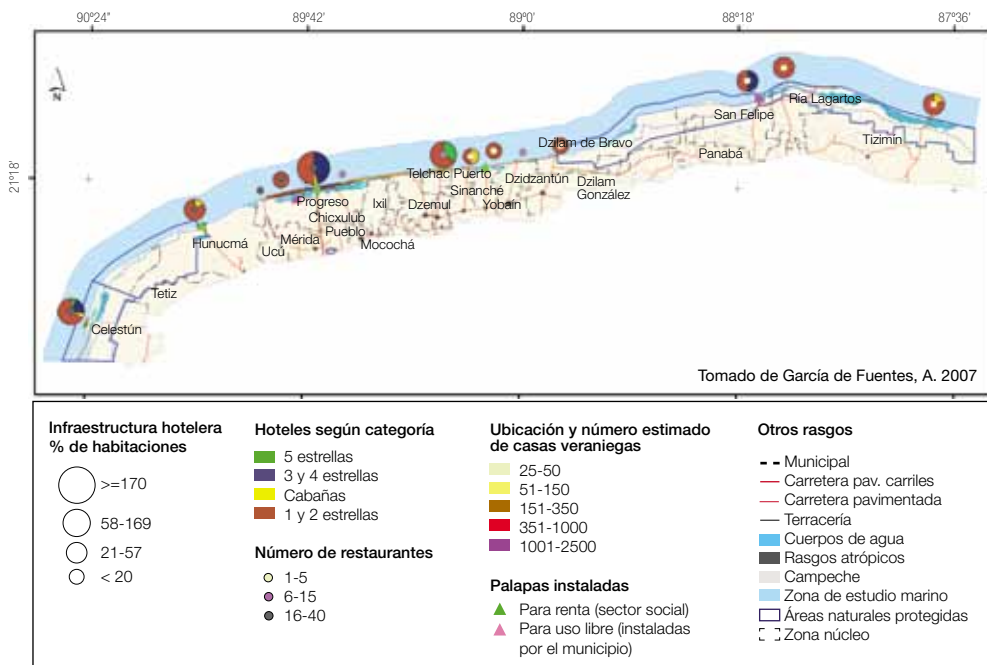 90°24"
89°42"
89°0'
88°18"
87°36"
21°18'
N
San Felipe
Ría Lagartos
Dzilam de Bravo
Panabá
Tizimin
Telchac Puerto
Sinanché
Dzidzantún
Dzilam
González
Progreso
Ixil
Dzemul
Yobaín
Chicxulub
Pueblo
Hunucmá
Mérida
Mocochá
Ucú
Tetiz
Celestún
Tomado de García de Fuentes, A. 2007
Infraestructura hotelera
% de habitaciones
>=170
58-169
21-57
< 20
Hoteles según categoría
5 estrellas
3 y 4 estrellas
Cabañas
1 y 2 estrellas
Número de restaurantes
1-5
6-15
16-40
Ubicación y número estimado
de casas veraniegas
25-50
51-150
151-350
351-1000
1001-2500
Palapas instaladas
Para renta (sector social)
Para uso libre (instaladas
por el municipio)
Otros rasgos
Municipal
Carretera pav. carriles
Carretera pavimentada
Terracería
Cuerpos de agua
Rasgos atrópicos
Campeche
Zona de estudio marino
Áreas naturales protegidas
Zona núcleo